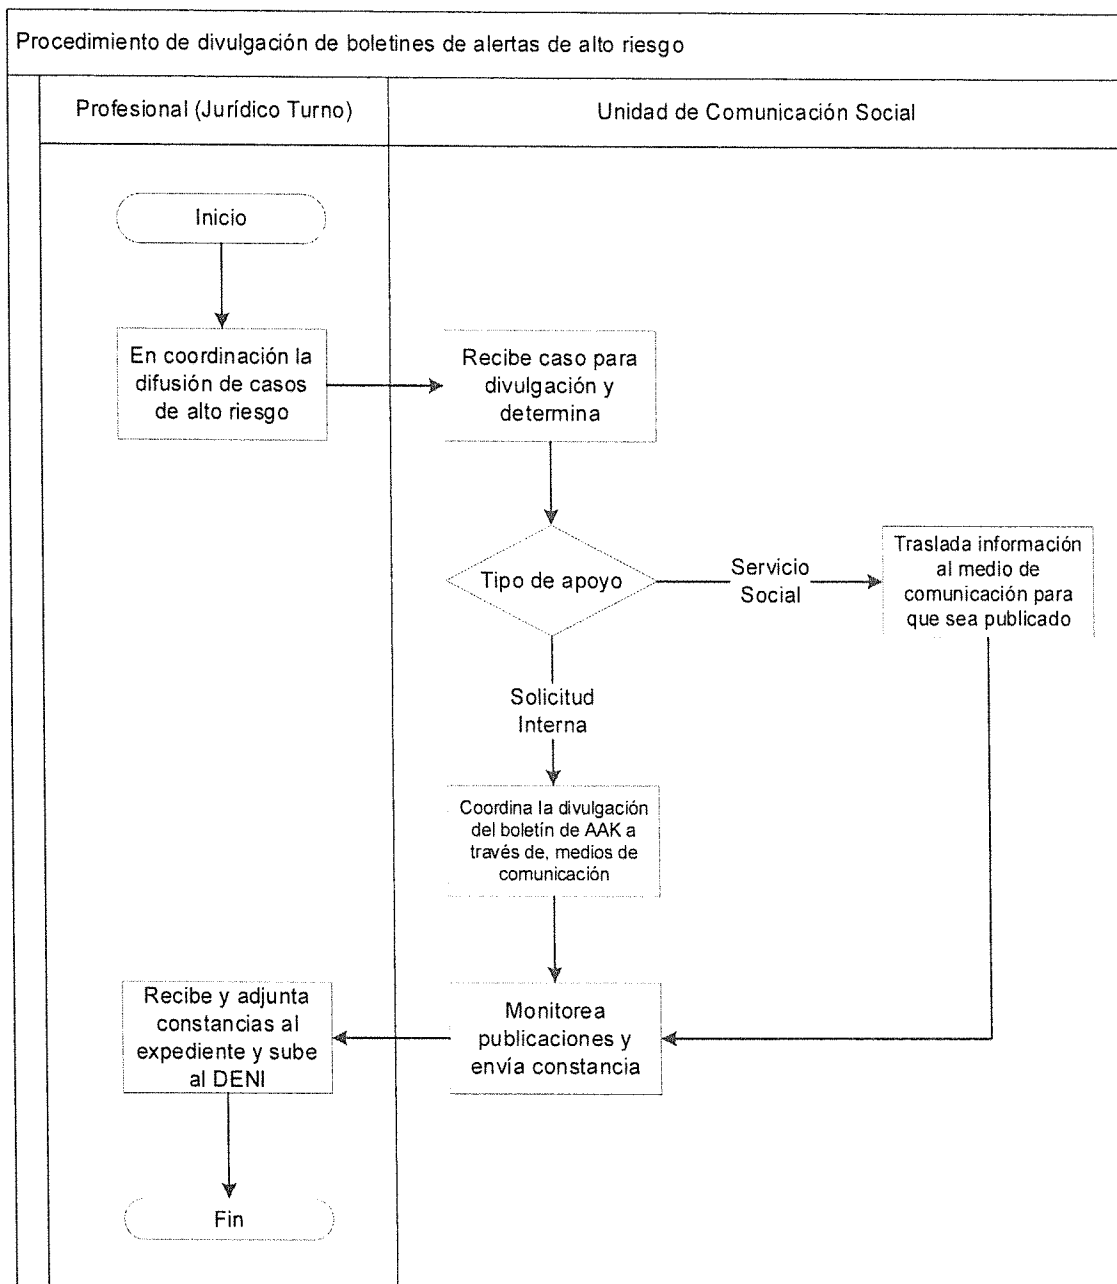 Procedimiento de divulgación de boletines de alertas de alto riesgo
Profesional (Jurídico Turno)
Unidad de Comunicación Social
Inicio
En coordinación la
difusión de casos
de alto riesgo
Recibe caso para
divulgación y
determina
Tipo de apoyo
Servicio
Social
Traslada información
al medio de
comunicación para
que sea publicado
Solicitud
Interna
Coordina la divulgación
del boletín de AAK a
través de, medios de
comunicación
Monitorea
publicaciones y
envía constancia
Recibe y adjunta
constancias al
expediente y sube
al DENI
Fin